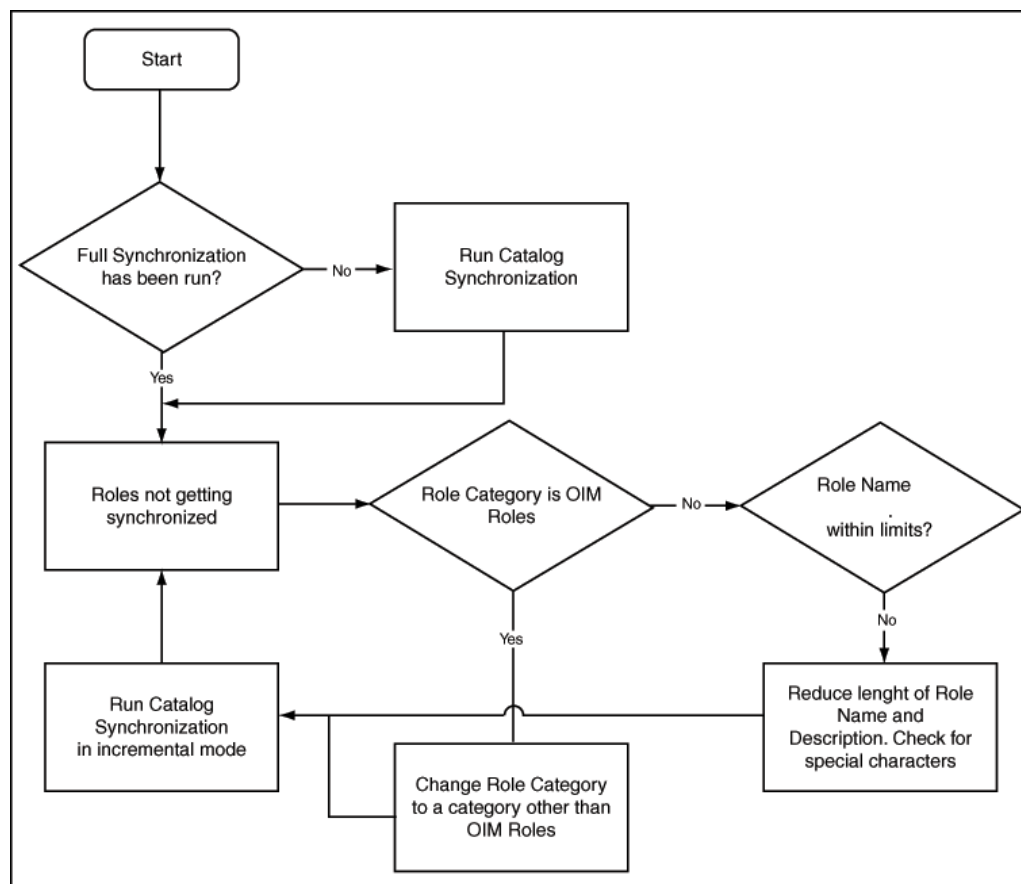 Start
Full Synchronization
has been run?
No
Run Catalog
Synchronization
Yes
Roles not getting
synchronized
Role Category is OIM
Roles
No
Role Name
.
within limits?
Yes
No
Run Catalog
Synchronization
in incremental mode
Change Role Category
to a category other than
OIM Roles
Reduce lenght of Role
Name and
Description. Check for
special characters